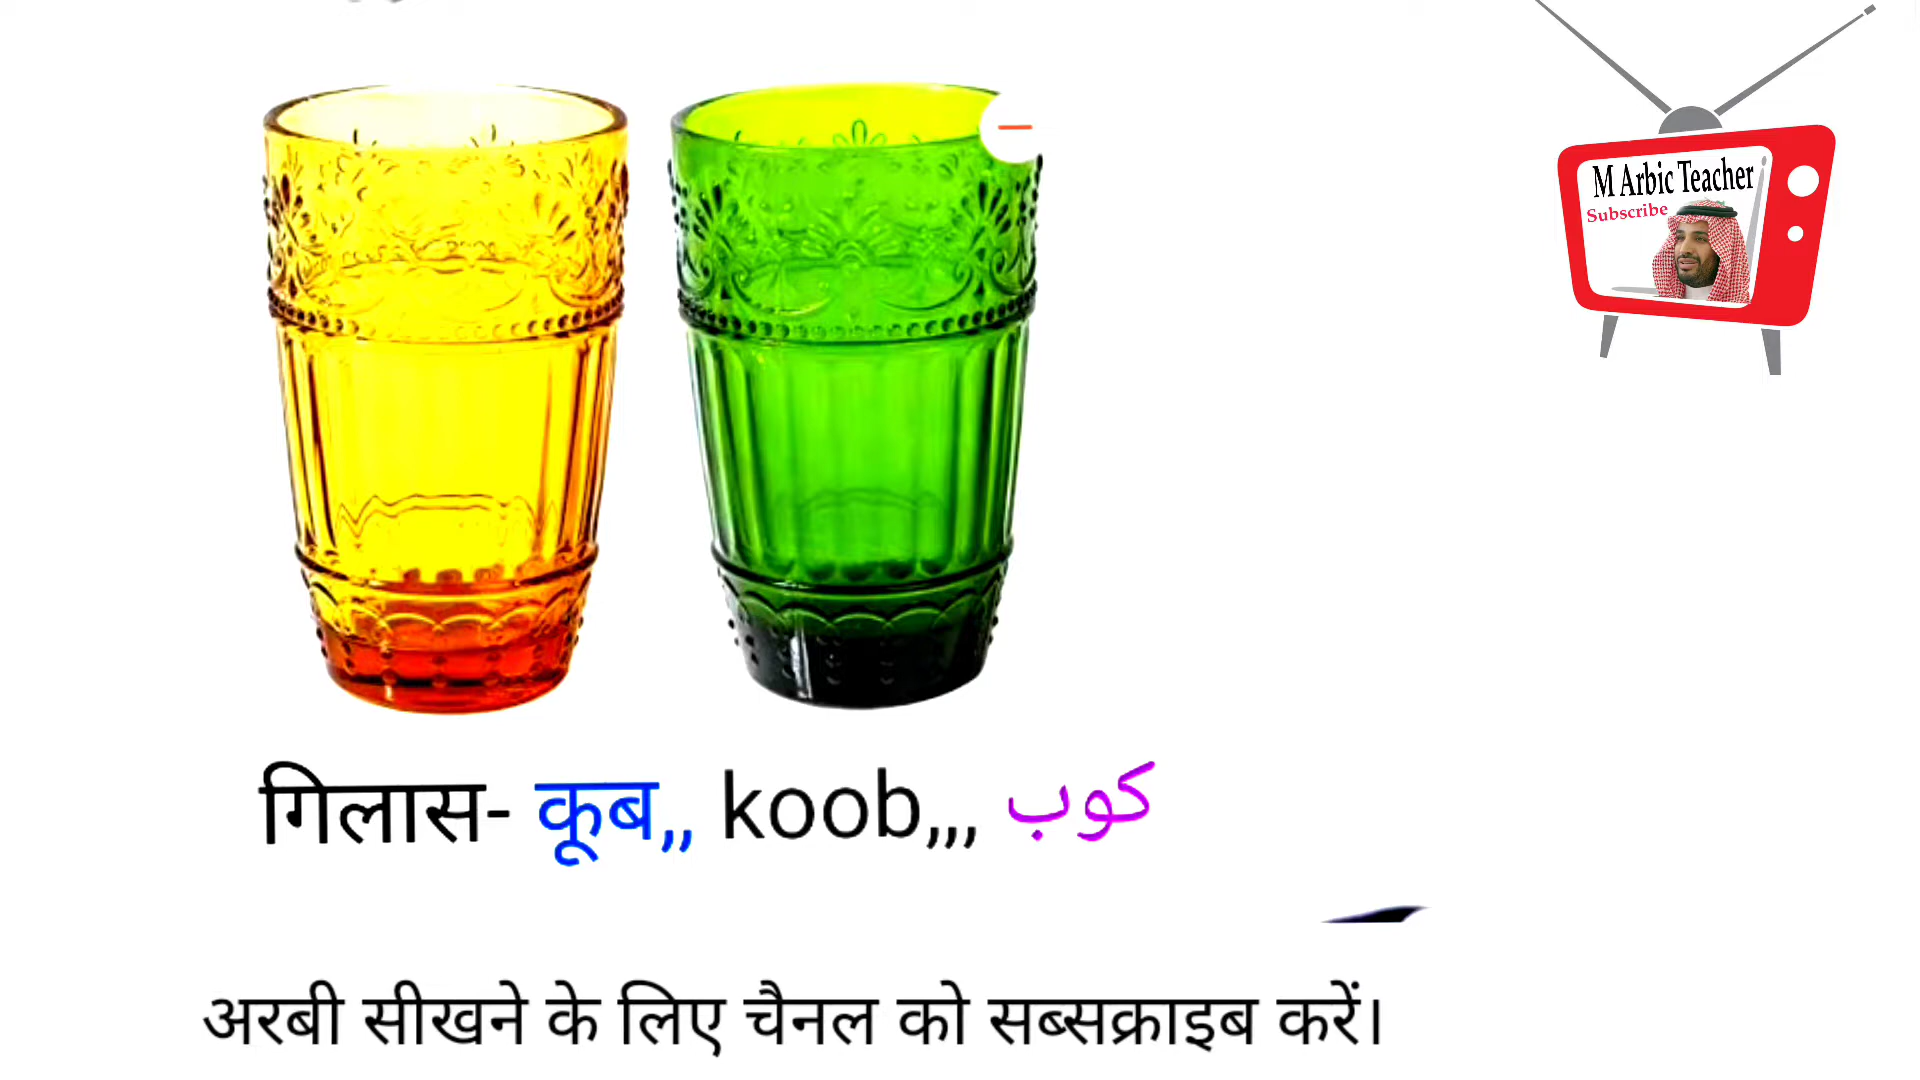 M Arbic Teacher
Subscribe
गिलास- कूब,, koob,,, كوب
अरबी सीखने के लिए चैनल को सब्सक्राइब करें।